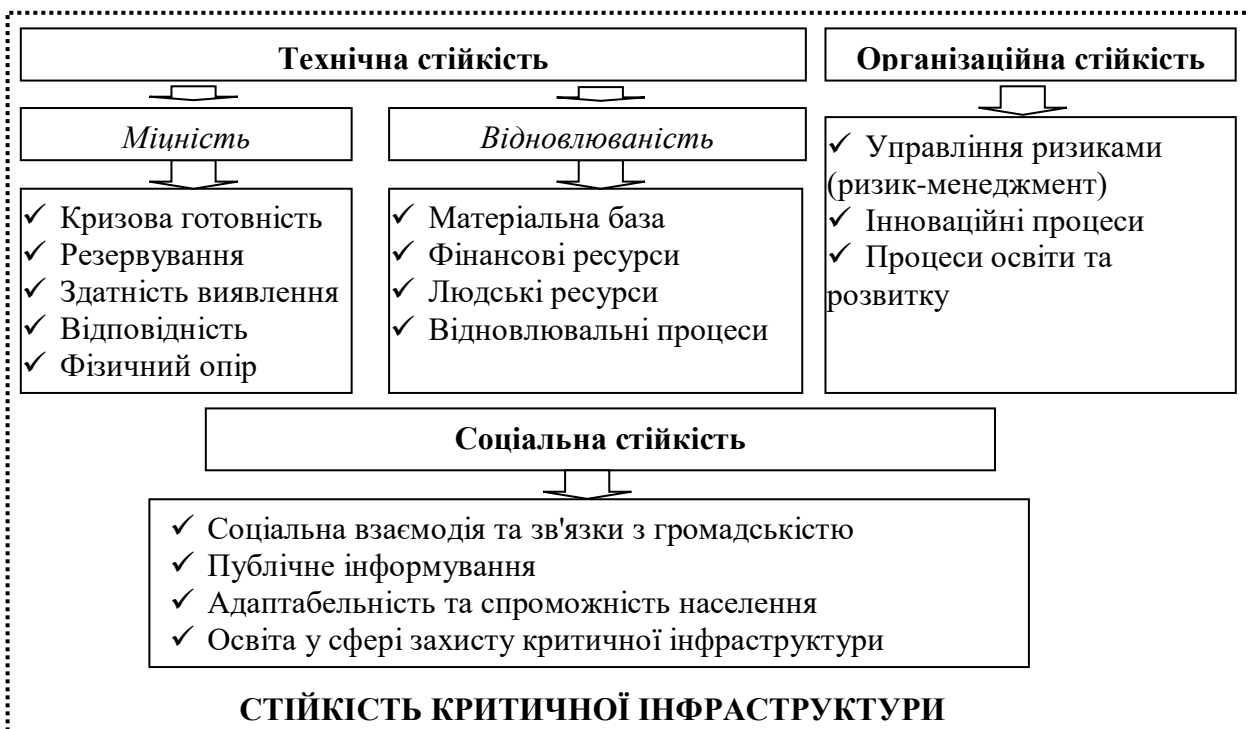 Технічна стійкість
Організаційна стійкість
Міцність
Відновлюваність
✓ Кризова готовність
✓ Резервування
✓ Здатність виявлення
✓ Відповідність
✓ Фізичний опір
✓ Матеріальна база
✓ Фінансові ресурси
✓ Людські ресурси
✓ Відновлювальні процеси
✓ Управління ризиками
(ризик-менеджмент)
✓ Інноваційні процеси
✓ Процеси освіти та
розвитку
Соціальна стійкість
✓ Соціальна взаємодія та зв'язки з громадськістю
✓ Публічне інформування
✓ Адаптабельність та спроможність населення
✓ Освіта у сфері захисту критичної інфраструктури
СТІЙКІСТЬ КРИТИЧНОЇ ІНФРАСТРУКТУРИ